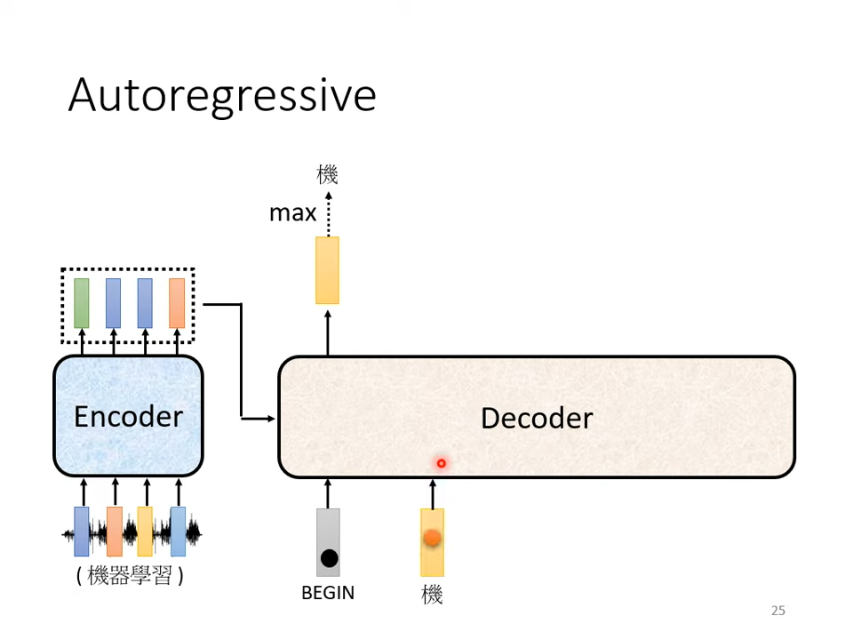 Autoregressive
機
max
Encoder
Decoder
( 機器學習 )
BEGIN
機
25